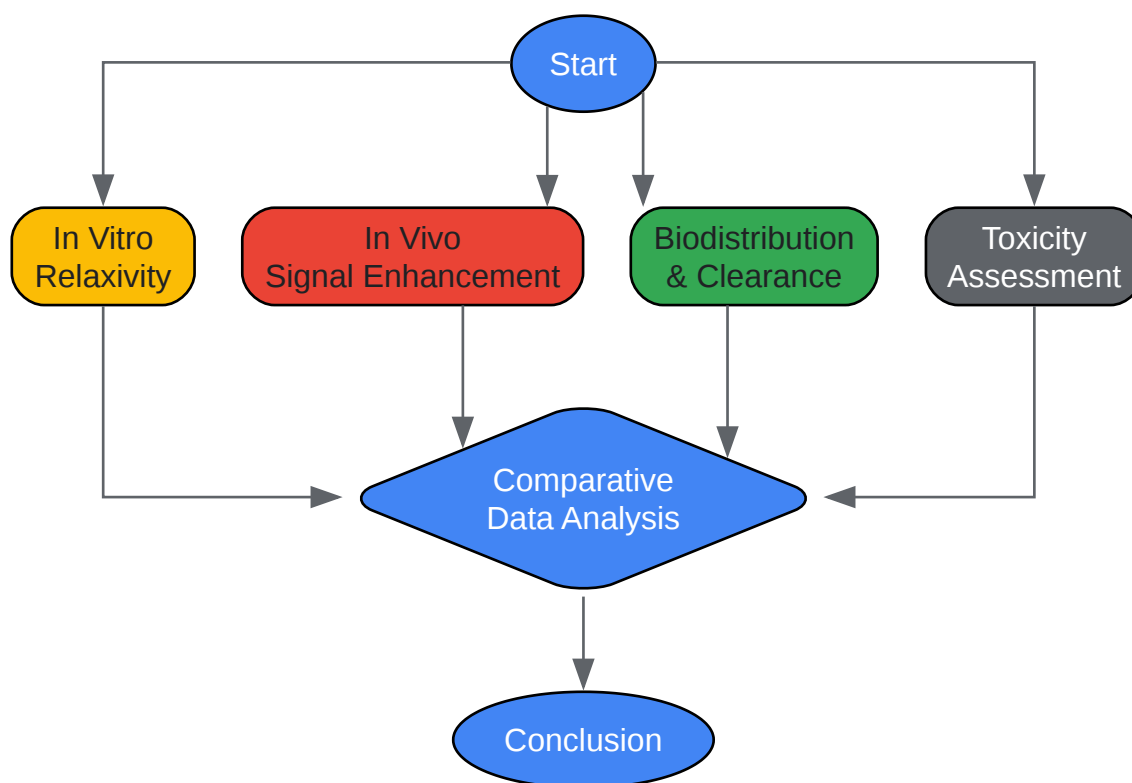 Start
In Vitro
Relaxivity
In Vivo
Signal Enhancement
Biodistribution
& Clearance
Toxicity
Assessment
Comparative
Data Analysis
Conclusion